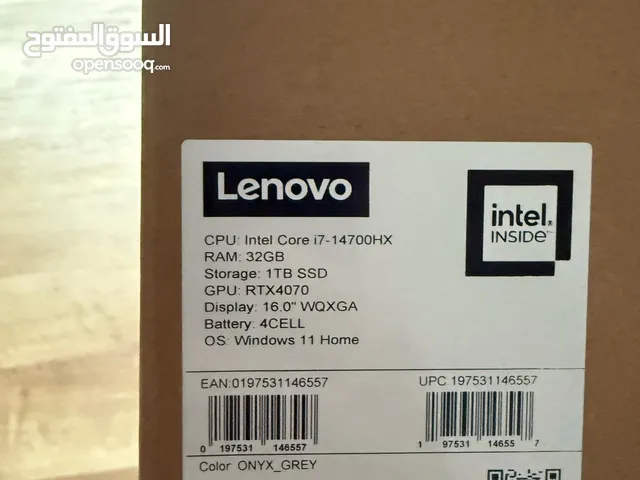 السوق المفتوح
opensooq.com
Lenovo
intel.
INSIDE™
CPU: Intel Core i7-14700HX
RAM: 32GB
Storage: 1TB SSD
GPU: RTX4070
Display: 16.0" WQXGA
Battery: 4CELL
OS: Windows 11 Home
EAN:0197531146557
UPC:197531146557
0 197531 146557
1 97531 14655 7
Color ONYX_GREY